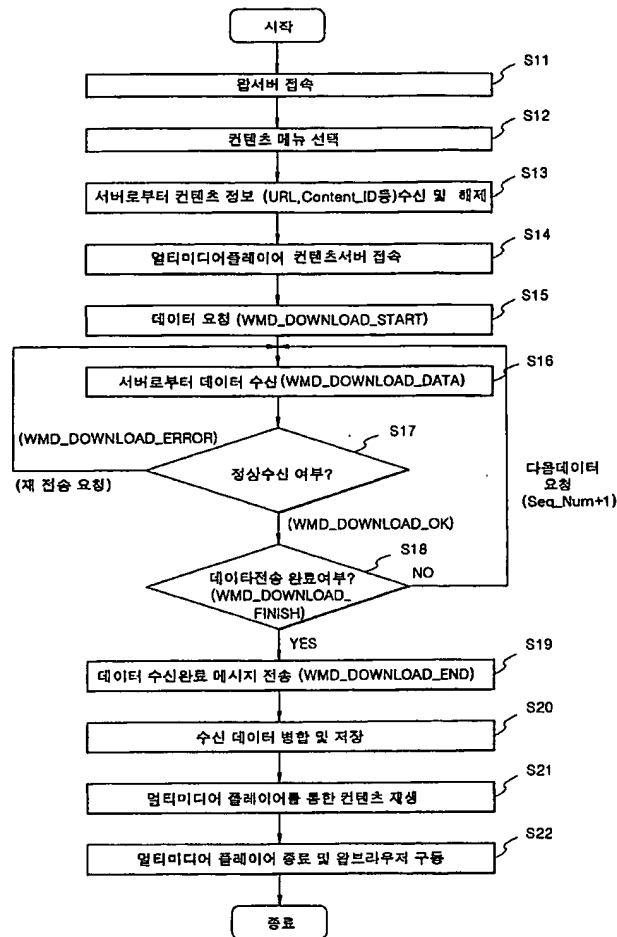 시작
S11
왑서버 접속
S12
컨텐츠 메뉴 선택
S13
서버로부터 컨텐츠 정보 (URL,Content_ID등)수신 및 해제
S14
멀티미디어플레이어 컨텐츠서버 접속
S15
데이터 요청 (WMD_DOWNLOAD_START)
S16
서버로부터 데이터 수신(WMD_DOWNLOAD_DATA)
(WMD_DOWNLOAD_ERROR)
S17
정상수신 여부?
(재 전송 요청)
다음데이터
요청
(Seq_Num+1)
(WMD_DOWNLOAD_OK)
S18
데이타전송 완료여부?
(WMD_DOWNLOAD_
FINISH)
NO
YES
S19
데이터 수신완료 메시지 전송 (WMD_DOWNLOAD_END)
S20
수신 데이터 병합 및 저장
S21
멀티미디어 플레이어를 통한 컨텐츠 재생
S22
멀티미디어 플레이어 종료 및 왑브라우저 구동
종료